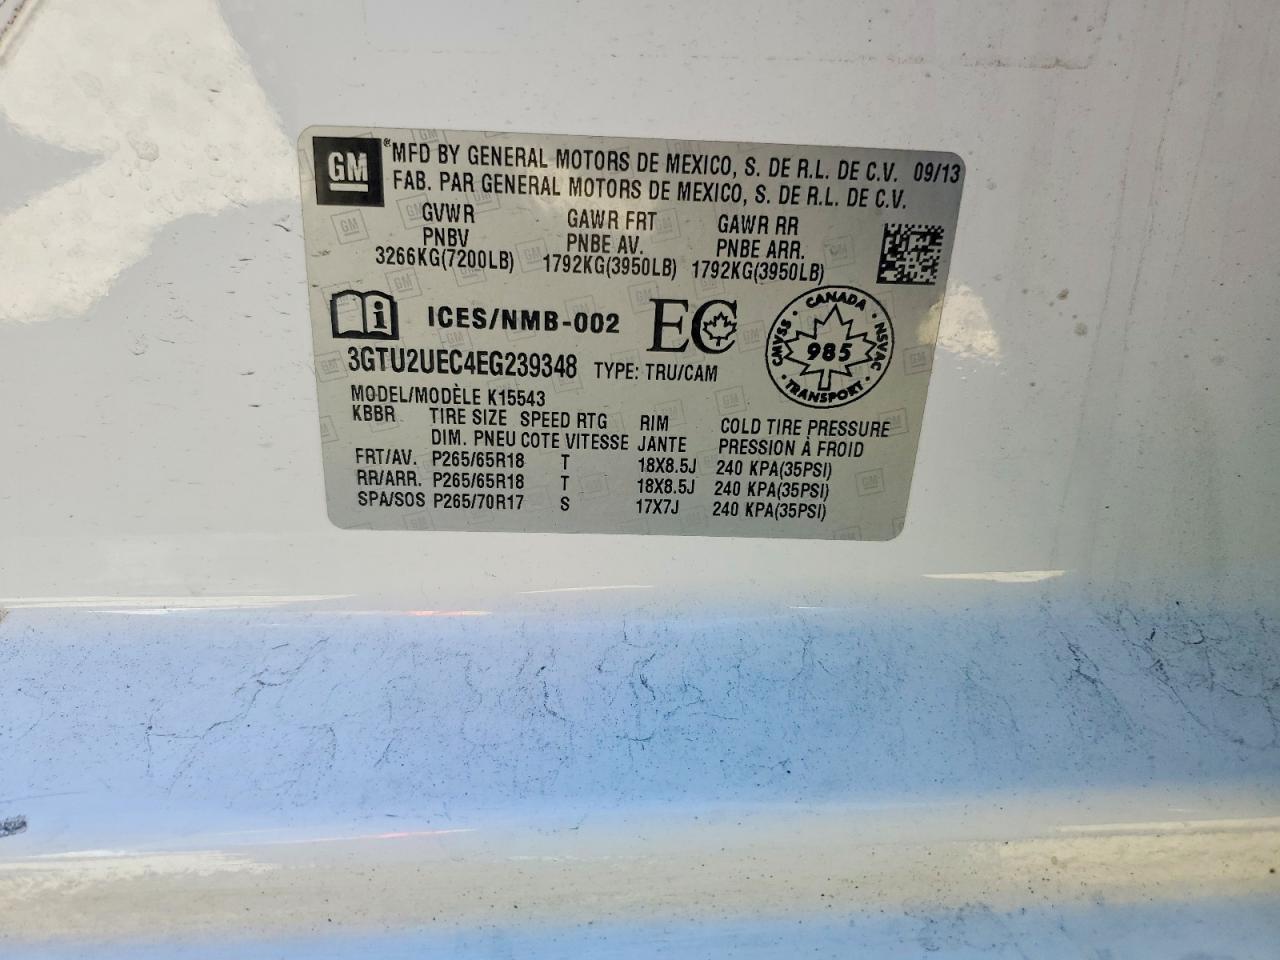 GM
® MFD BY GENERAL MOTORS DE MEXICO, S. DE R.L. DE C.V. 09/13
FAB. PAR GENERAL MOTORS DE MEXICO, S. DE R.L. DE C.V.
GVWR GAWR FRT GAWR RR
PNBV PNBE AV. PNBE ARR.
3266KG(7200LB) 1792KG(3950LB) 1792KG(3950LB)
i ICES/NMB-002 EC
CANADA
CMVSS · NSVAC
985
TRANSPORT
3GTU2UEC4EG239348 TYPE: TRU/CAM
MODEL/MODÈLE K15543
KBBR TIRE SIZE SPEED RTG RIM COLD TIRE PRESSURE
DIM. PNEU COTE VITESSE JANTE PRESSION À FROID
FRT/AV. P265/65R18 T 18X8.5J 240 KPA(35PSI)
RR/ARR. P265/65R18 T 18X8.5J 240 KPA(35PSI)
SPA/SOS P265/70R17 S 17X7J 240 KPA(35PSI)